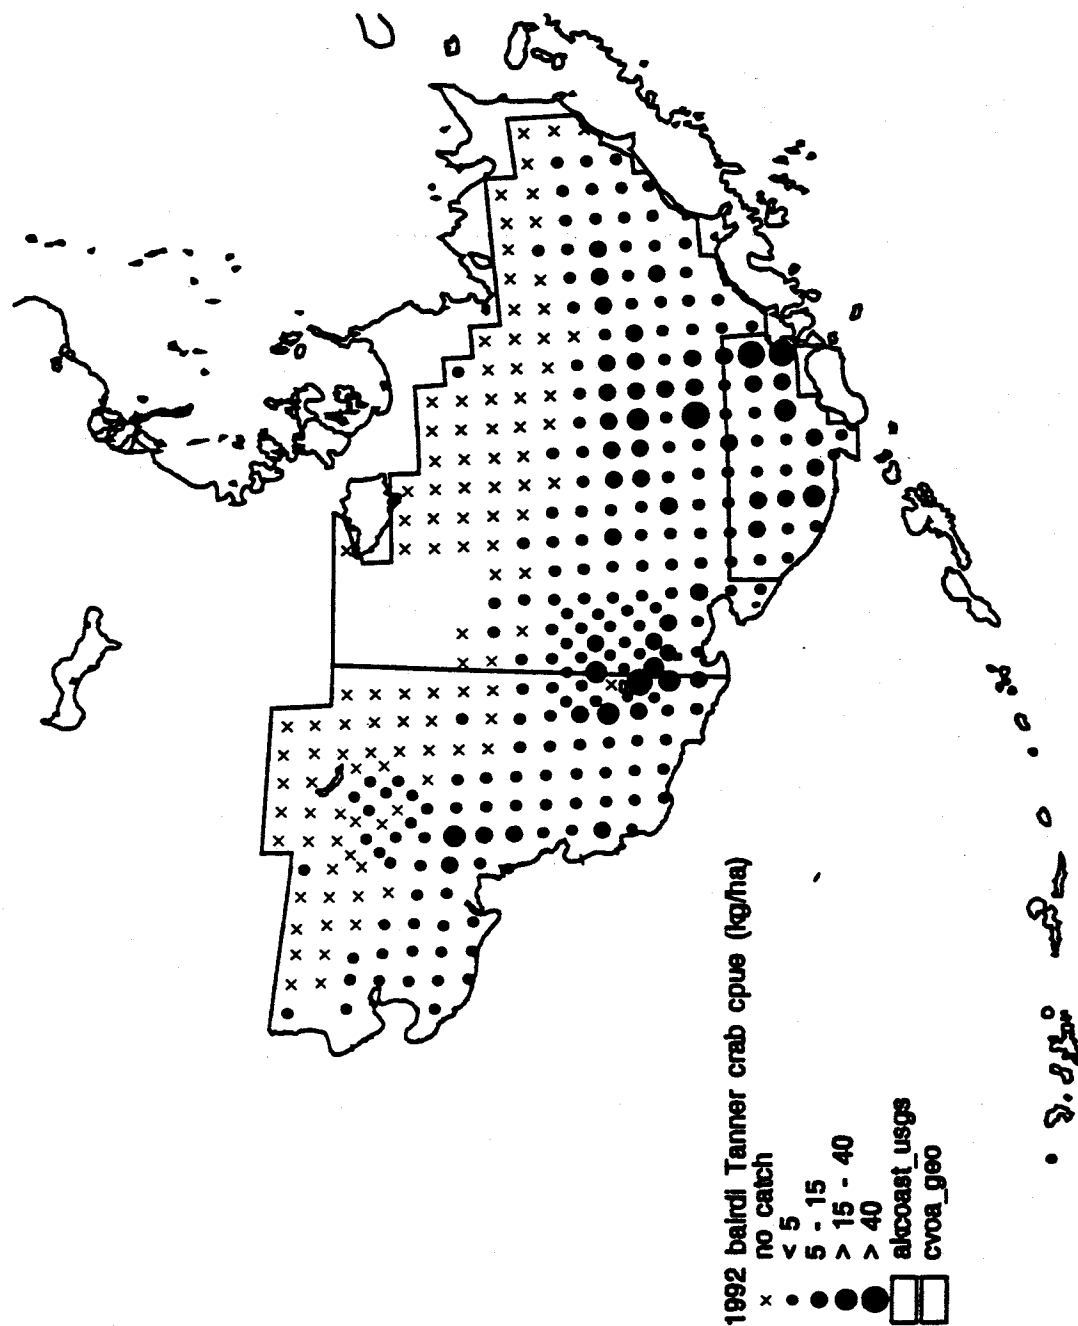 1992 bairdi Tanner crab cpue (kg/ha)
no catch
< 5
5 - 15
> 15 - 40
> 40
akcoast_usgs
cvoa_geo